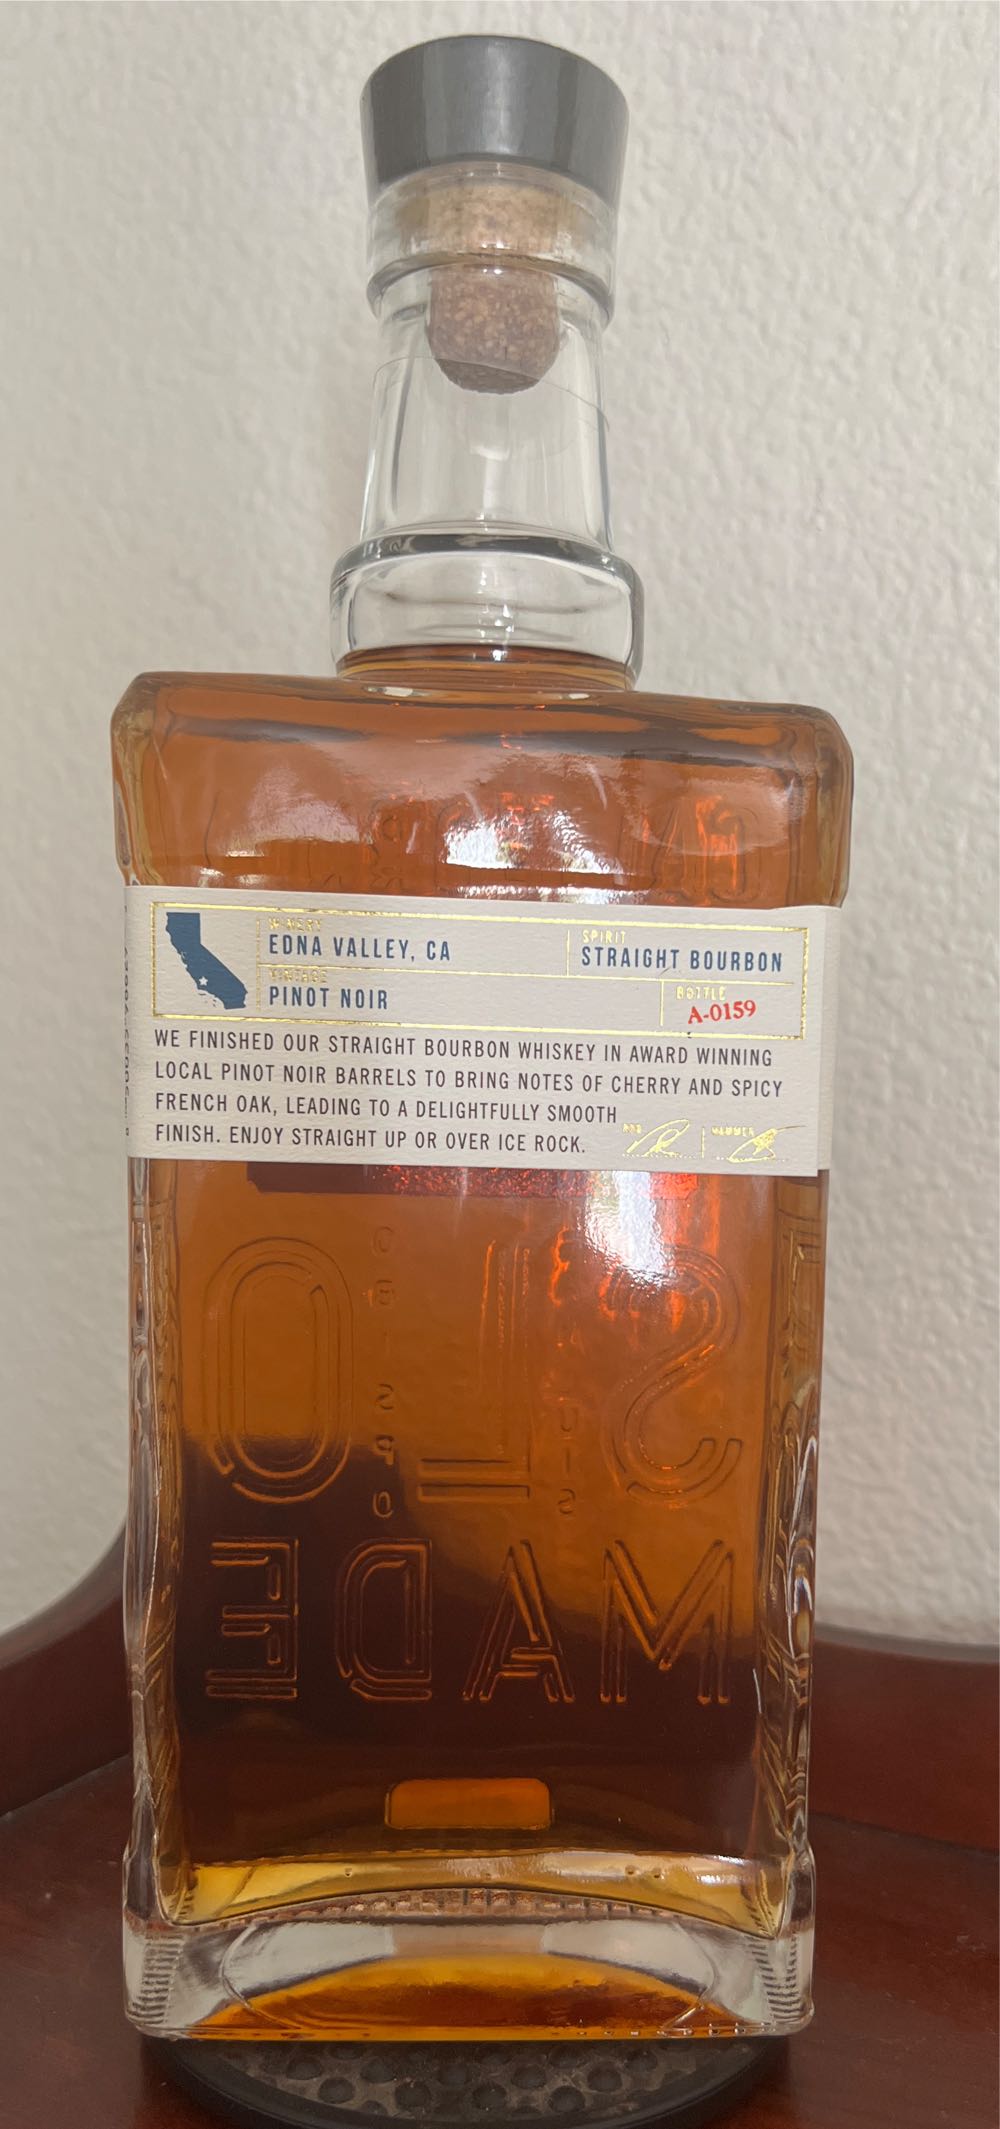 WINERY
EDNA VALLEY, CA
SPIRIT
STRAIGHT BOURBON
VINTAGE
PINOT NOIR
BOTTLE
A-0159
WE FINISHED OUR STRAIGHT BOURBON WHISKEY IN AWARD WINNING
LOCAL PINOT NOIR BARRELS TO BRING NOTES OF CHERRY AND SPICY
FRENCH OAK, LEADING TO A DELIGHTFULLY SMOOTH
FINISH. ENJOY STRAIGHT UP OR OVER ICE ROCK.
SLO
LUIS
OBISPO
MADE